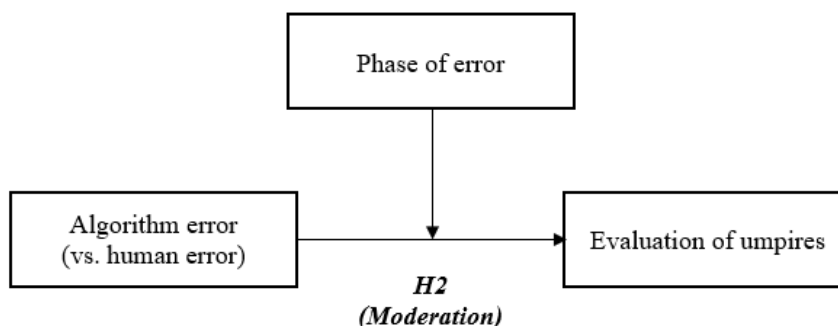 Phase of error
Algorithm error
(vs. human error)
Evaluation of umpires
H2
(Moderation)